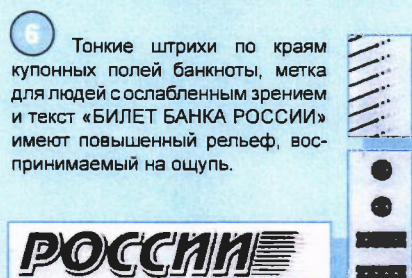 6
Тонкие штрихи по краям
купонных полей банкноты, метка
для людей с ослабленным зрением
и текст «БИЛЕТ БАНКА РОССИИ»
имеют повышенный рельеф, вос-
принимаемый на ощупь.
РОССИИ